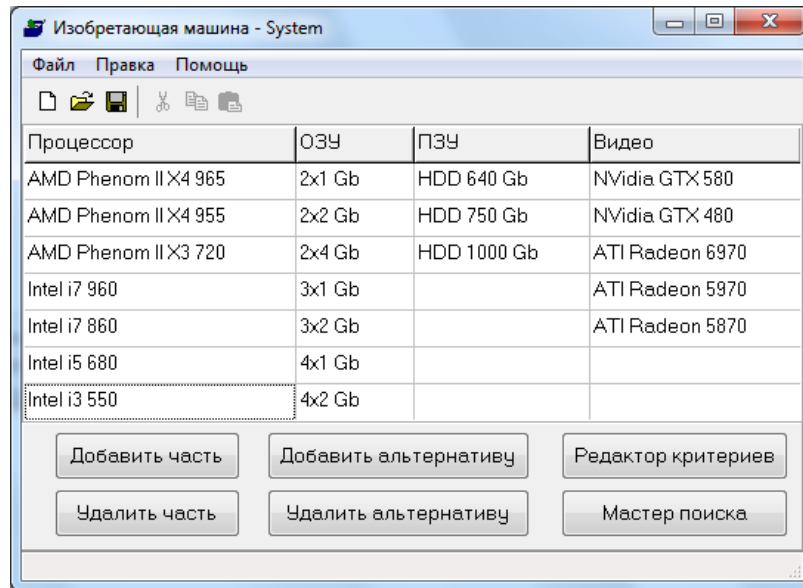 Изобретающая машина - System
Файл Правка Помощь
Процессор ОЗУ ПЗУ Видео
AMD Phenom II X4 965 2x1 Gb HDD 640 Gb NVidia GTX 580
AMD Phenom II X4 955 2x2 Gb HDD 750 Gb NVidia GTX 480
AMD Phenom II X3 720 2x4 Gb HDD 1000 Gb ATI Radeon 6970
Intel i7 960 3x1 Gb ATI Radeon 5970
Intel i7 860 3x2 Gb ATI Radeon 5870
Intel i5 680 4x1 Gb
Intel i3 550 4x2 Gb
Добавить часть Добавить альтернативу Редактор критериев
Удалить часть Удалить альтернативу Мастер поиска